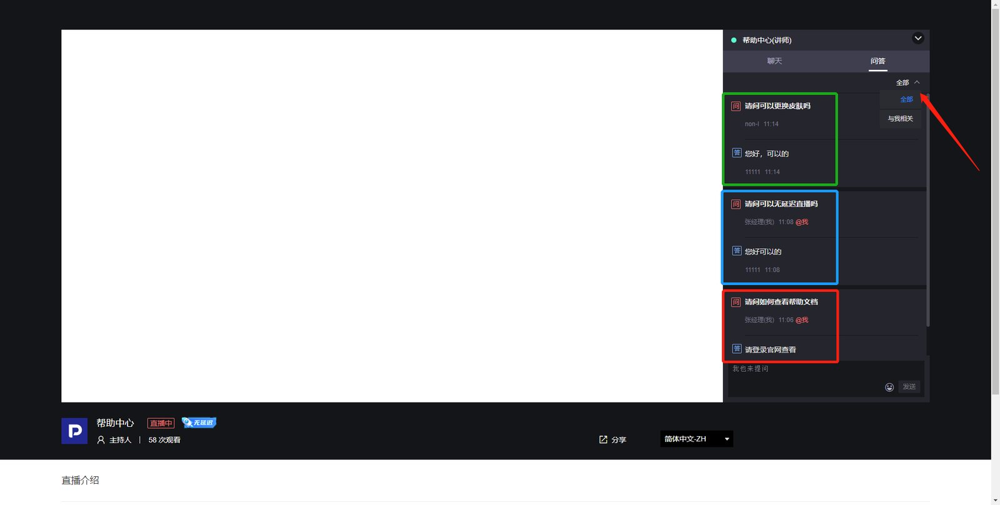 帮助中心(讲师)
聊天
问答
全部
全部
与我相关
问 请问可以更换皮肤吗
non-l 11:14
答 您好，可以的
11111 11:14
问 请问可以无延迟直播吗
张经理(我) 11:08 @我
答 您好可以的
11111 11:08
问 请问如何查看帮助文档
张经理(我) 11:06 @我
答 请登录官网查看
我也来提问
发送
帮助中心 直播中 无延迟
主持人 | 58 次观看
分享
简体中文-ZH
直播介绍